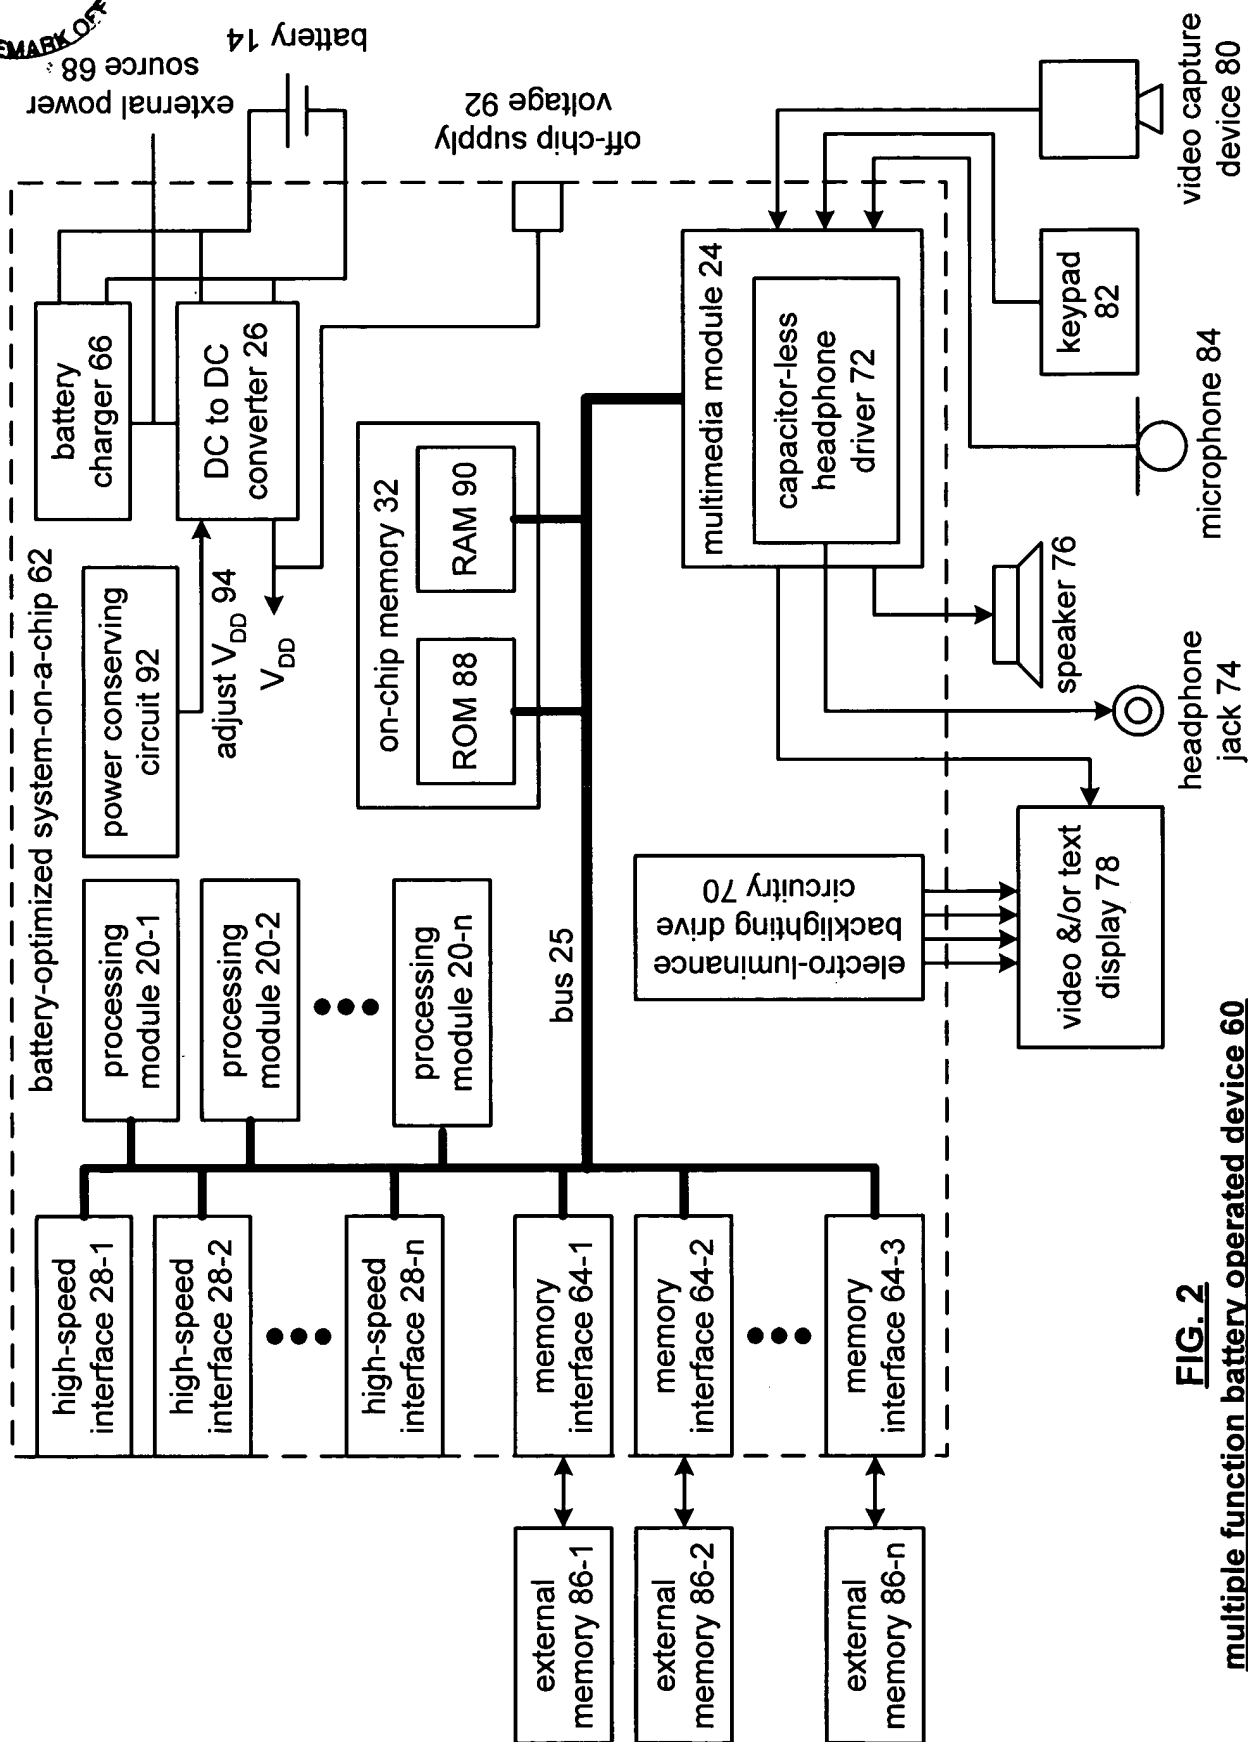 EMARK OFF
battery-optimized system-on-a-chip 62
high-speed
interface 28-1
high-speed
interface 28-2
high-speed
interface 28-n
memory
interface 64-1
memory
interface 64-2
memory
interface 64-3
external
memory 86-1
external
memory 86-2
external
memory 86-n
processing
module 20-1
processing
module 20-2
processing
module 20-n
bus 25
power conserving
circuit 92
adjust VDD 94
VDD
battery
charger 66
DC to DC
converter 26
external power
source 68
battery 14
off-chip supply
voltage 92
on-chip memory 32
ROM 88
RAM 90
multimedia module 24
capacitor-less
headphone
driver 72
electro-luminance
backlighting drive
circuitry 70
video &/or text
display 78
headphone
jack 74
speaker 76
microphone 84
keypad
82
video capture
device 80
FIG. 2
multiple function battery operated device 60